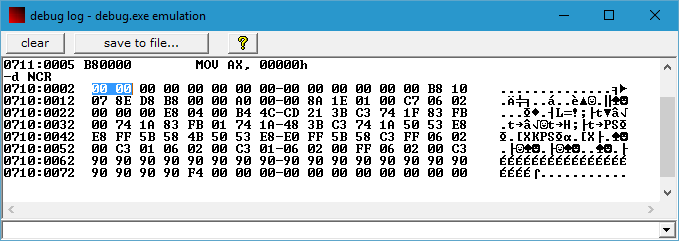 debug log - debug.exe emulation
clear save to file... ?
0711:0005 B80000 MOV AX, 00000h
-d NCR
0710:0002 00 00 00 00 00 00 00 00-00 00 00 00 00 00 B8 10 ..............╕►
0710:0012 07 8E D8 B8 00 00 A0 00-00 8A 1E 01 00 C7 06 02
0710:0022 00 00 00 E8 04 00 B4 4C-CD 21 3B C3 74 1F 83 FB
0710:0032 00 74 1A 83 FB 01 74 1A-48 3B C3 74 1A 50 53 E8
0710:0042 E8 FF 5B 58 4B 50 53 E8-E0 FF 5B 58 C3 FF 06 02
0710:0052 00 C3 01 06 02 00 C3 01-06 02 00 FF 06 02 00 C3
0710:0062 90 90 90 90 90 90 90 90-90 90 90 90 90 90 90 90 ÉÉÉÉÉÉÉÉÉÉÉÉÉÉÉÉ
0710:0072 90 90 90 90 F4 00 00 00-00 00 00 00 00 00 00 00 ÉÉÉÉ⌠...........